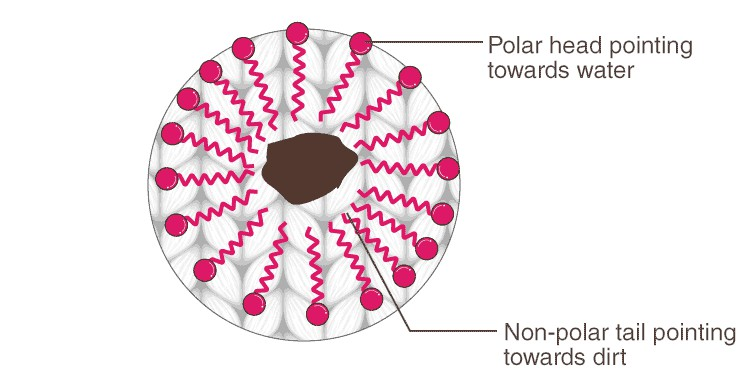 Polar head pointing
towards water
Non-polar tail pointing
towards dirt